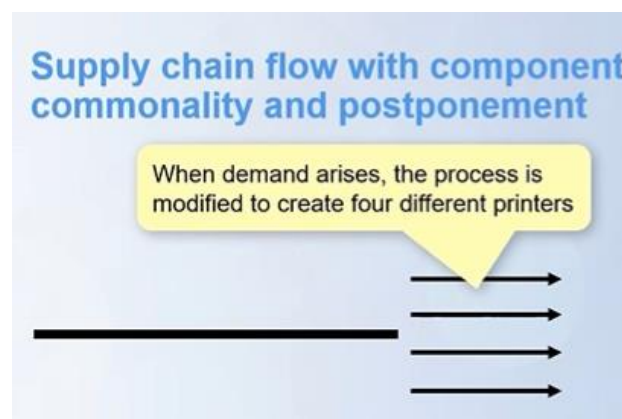 Supply chain flow with component
commonality and postponement
When demand arises, the process is
modified to create four different printers